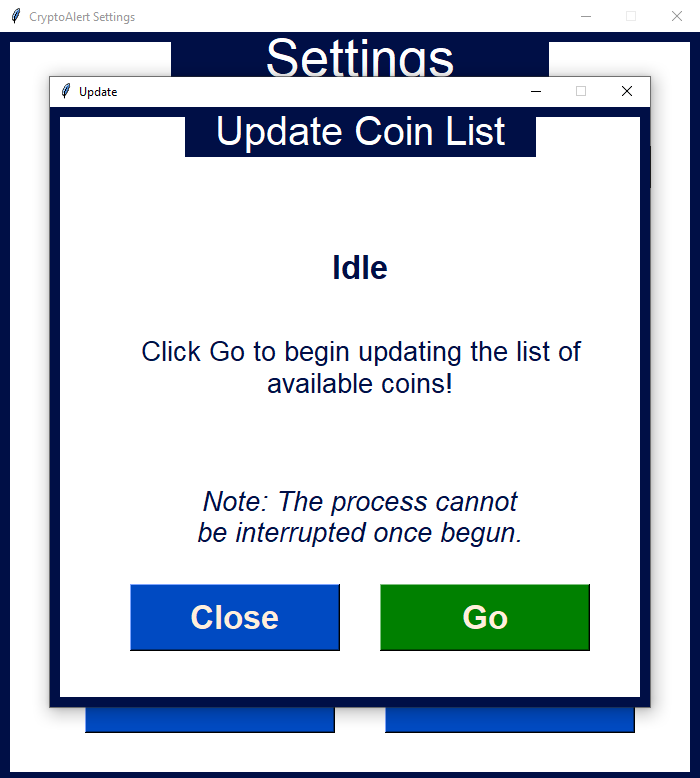 CryptoAlert Settings
Settings
Update
Update Coin List
Idle
Click Go to begin updating the list of
available coins!
Note: The process cannot
be interrupted once begun.
Close
Go